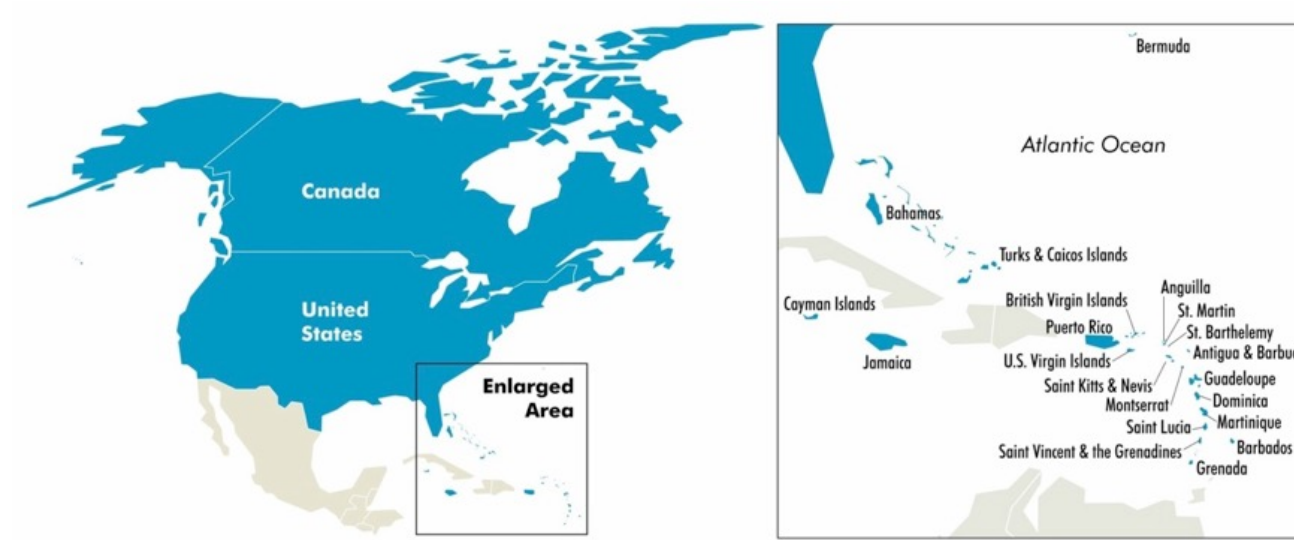 Canada
United
States
Enlarged
Area
Bermuda
Atlantic Ocean
Bahamas
Turks & Caicos Islands
Cayman Islands
Jamaica
British Virgin Islands
Puerto Rico
U.S. Virgin Islands
Anguilla
St. Martin
St. Barthelemy
Antigua & Barbu
Saint Kitts & Nevis
Montserrat
Guadeloupe
Dominica
Martinique
Saint Lucia
Barbados
Saint Vincent & the Grenadines
Grenada